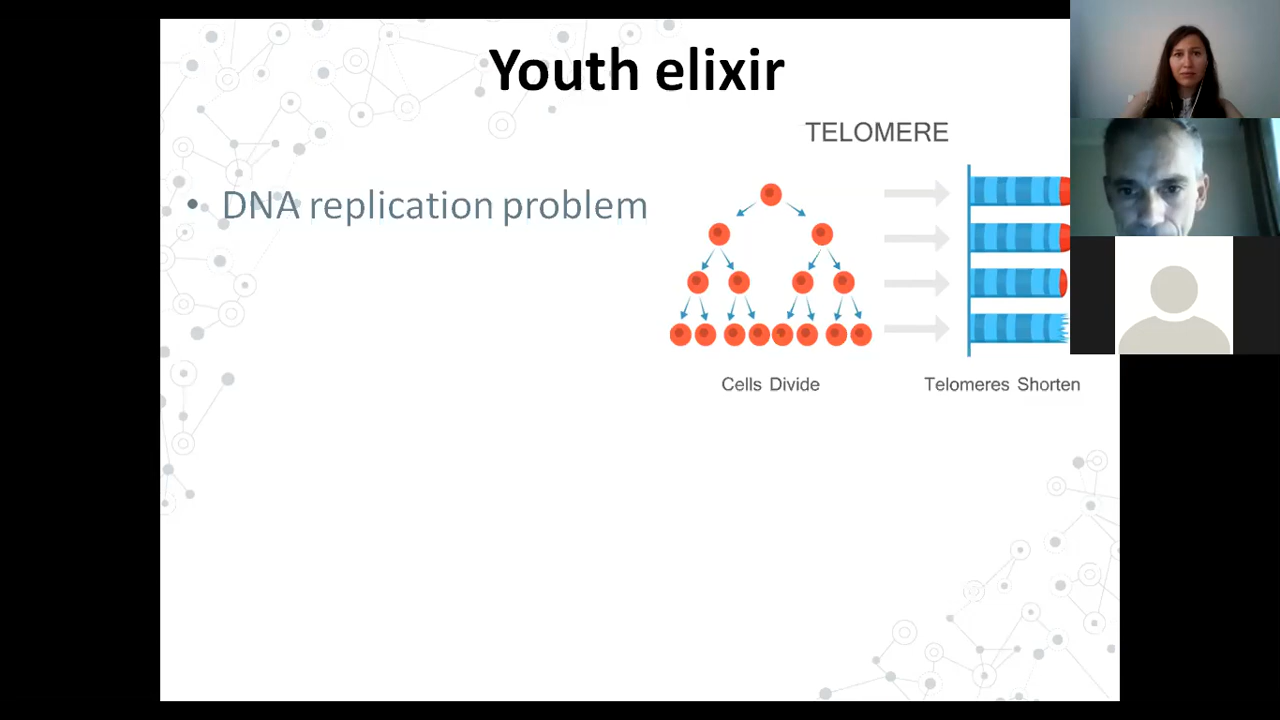 Youth elixir
TELOMERE
• DNA replication problem
Cells Divide
Telomeres Shorten